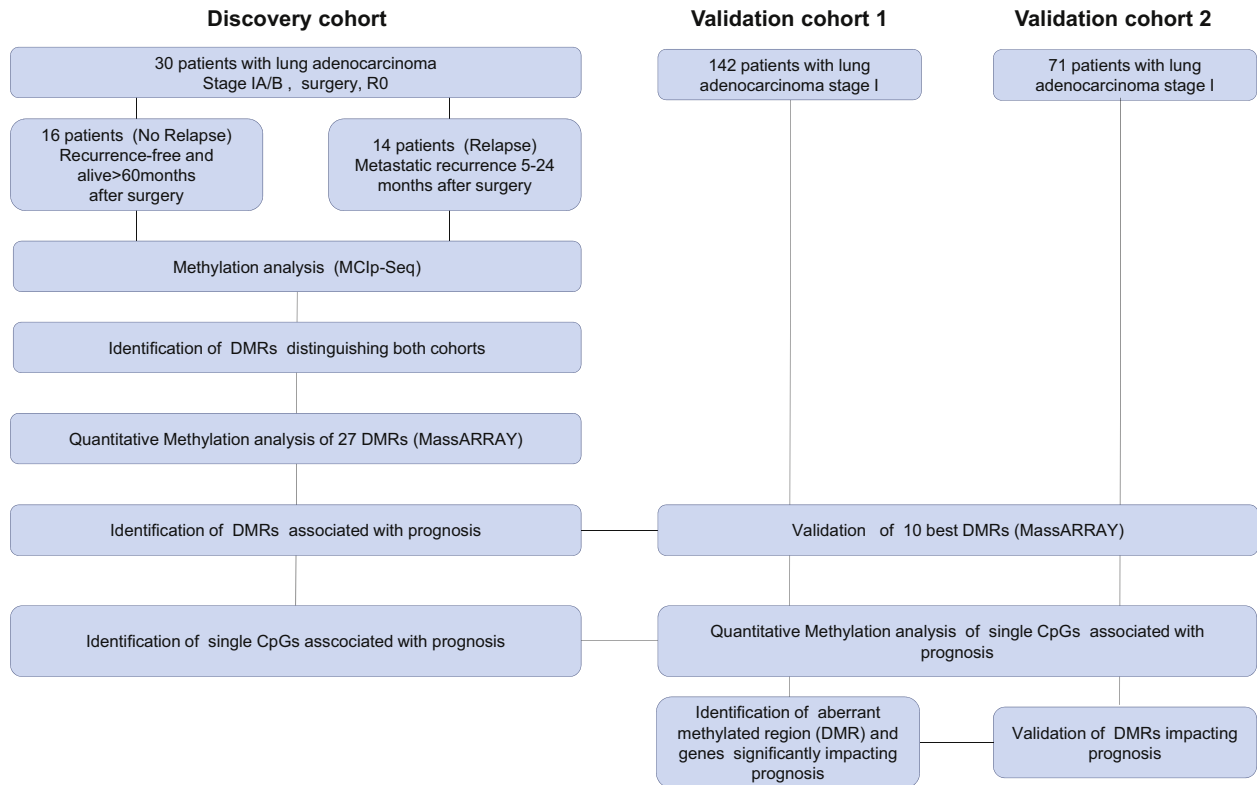 Discovery cohort
30 patients with lung adenocarcinoma
Stage IA/B , surgery, R0
16 patients (No Relapse)
Recurrence-free and
alive>60months
after surgery
14 patients (Relapse)
Metastatic recurrence 5-24
months after surgery
Methylation analysis (MCIp-Seq)
Identification of DMRs distinguishing both cohorts
Quantitative Methylation analysis of 27 DMRs (MassARRAY)
Identification of DMRs associated with prognosis
Identification of single CpGs asscociated with prognosis
Validation cohort 1
142 patients with lung
adenocarcinoma stage I
Validation cohort 2
71 patients with lung
adenocarcinoma stage I
Validation of 10 best DMRs (MassARRAY)
Quantitative Methylation analysis of single CpGs associated with
prognosis
Identification of aberrant
methylated region (DMR) and
genes significantly impacting
prognosis
Validation of DMRs impacting
prognosis